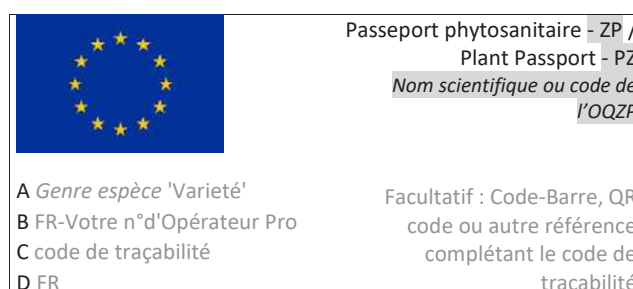 Passeport phytosanitaire - ZP /
Plant Passport - PZ
Nom scientifique ou code de
l'OQZP
A Genre espèce 'Varieté'
B FR-Votre n°d'Opérateur Pro
C code de traçabilité
D FR
Facultatif : Code-Barre, QR
code ou autre référence
complétant le code de
traçabilité